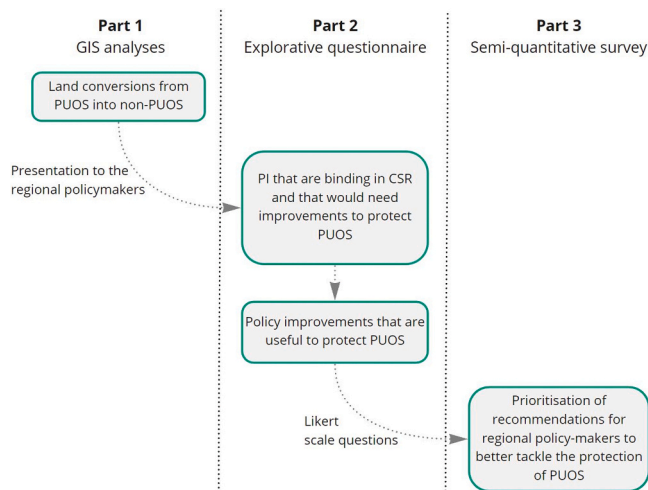 Part 1
GIS analyses
Part 2
Explorative questionnaire
Part 3
Semi-quantitative survey
Land conversions from
PUOS into non-PUOS
Presentation to the
regional policymakers
PI that are binding in CSR
and that would need
improvements to protect
PUOS
Policy improvements that are
useful to protect PUOS
Likert
scale questions
Prioritisation of
recommendations for
regional policy-makers to
better tackle the protection
of PUOS